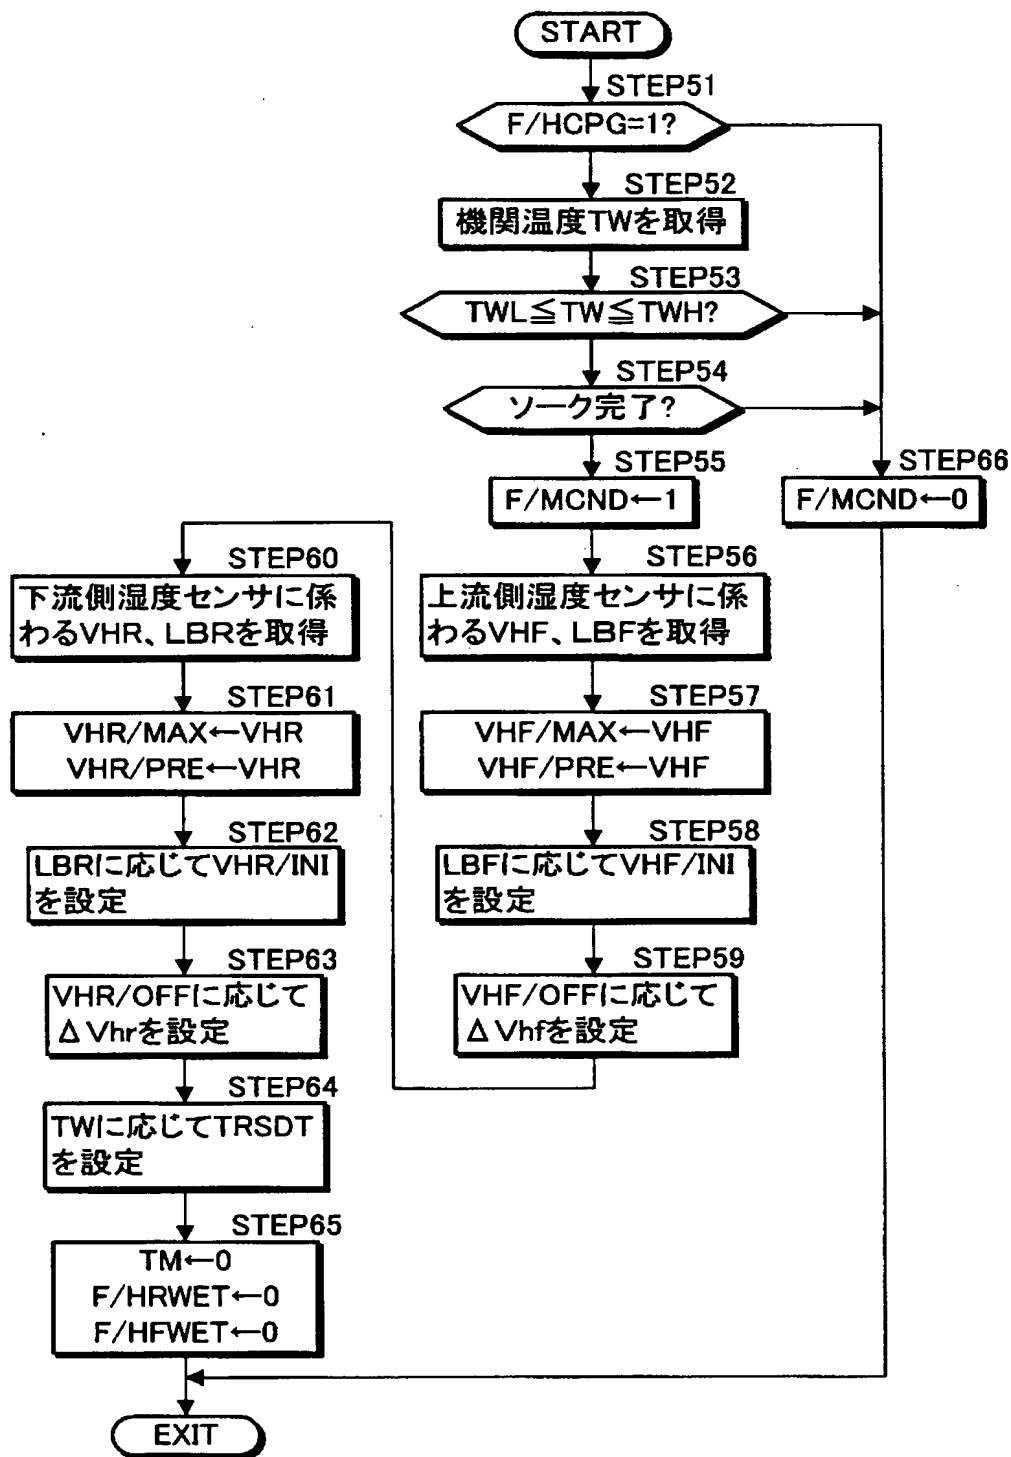 START
STEP51
F/HCPG=1?
STEP52
機関温度TWを取得
STEP53
TWL≦TW≦TWH?
STEP54
ソーク完了?
STEP55
F/MCND←1
STEP66
F/MCND←0
STEP56
上流側湿度センサに係
わるVHF、LBFを取得
STEP57
VHF/MAX←VHF
VHF/PRE←VHF
STEP58
LBFに応じてVHF/INI
を設定
STEP59
VHF/OFFに応じて
ΔVhfを設定
STEP60
下流側湿度センサに係
わるVHR、LBRを取得
STEP61
VHR/MAX←VHR
VHR/PRE←VHR
STEP62
LBRに応じてVHR/INI
を設定
STEP63
VHR/OFFに応じて
ΔVhrを設定
STEP64
TWに応じてTRSDT
を設定
STEP65
TM←0
F/HRWET←0
F/HFWET←0
EXIT